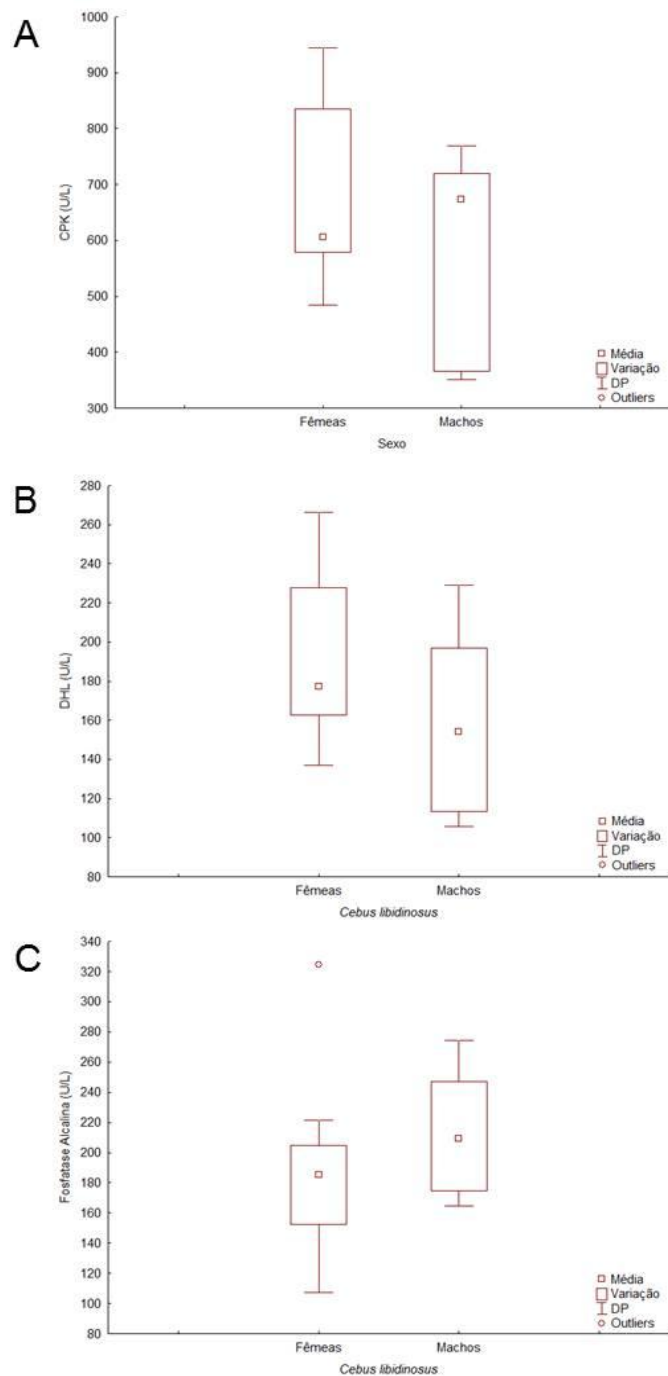 A
1000
900
800
700
600
500
400
300
CPK (U/L)
Fêmeas
Machos
Sexo
Média
Variação
DP
Outliers
B
280
260
240
220
200
180
160
140
120
100
80
DHL (U/L)
Fêmeas
Machos
Cebus libidinosus
Média
Variação
DP
Outliers
C
340
320
300
280
260
240
220
200
180
160
140
120
100
80
Fosfatase Alcalina (U/L)
Fêmeas
Machos
Cebus libidinosus
Média
Variação
DP
Outliers